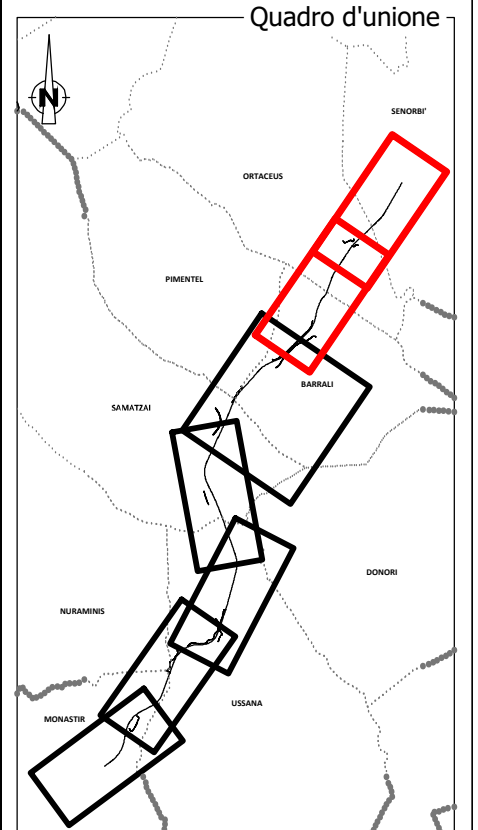 Quadro d'unione
N
SENORBI'
ORTACEUS
PIMENTEL
BARRALI
SAMATZAI
DONORI
NURAMINIS
USSANA
MONASTIR